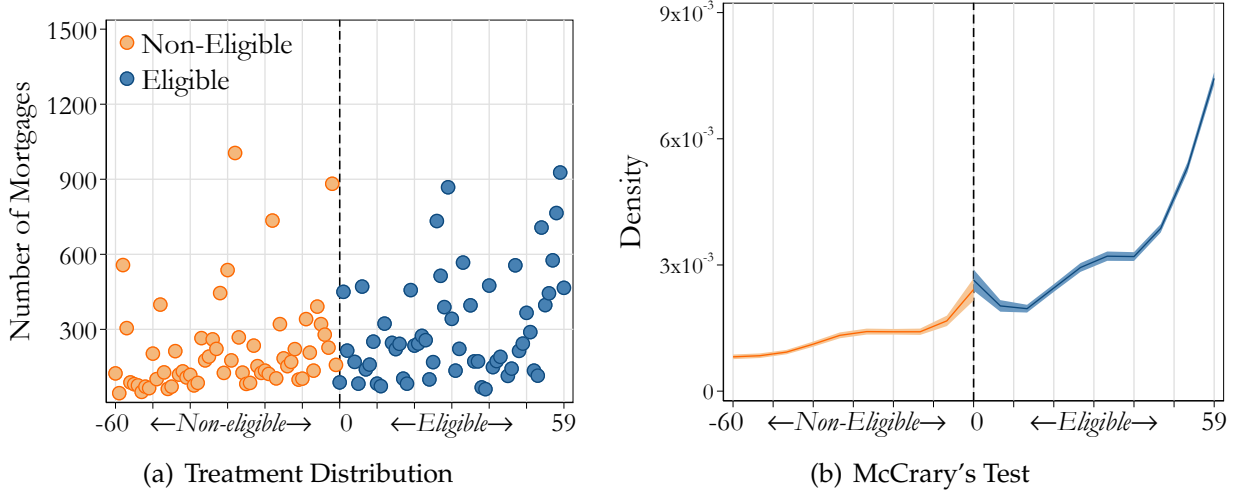 Number of Mortgages
1500
1200
900
600
300
Non-Eligible
Eligible
-60 ←Non-eligible→ 0 ←Eligible→ 59
(a) Treatment Distribution
Density
9x10⁻³
6x10⁻³
3x10⁻³
0
-60 ←Non-Eligible→ 0 ←Eligible→ 59
(b) McCrary's Test